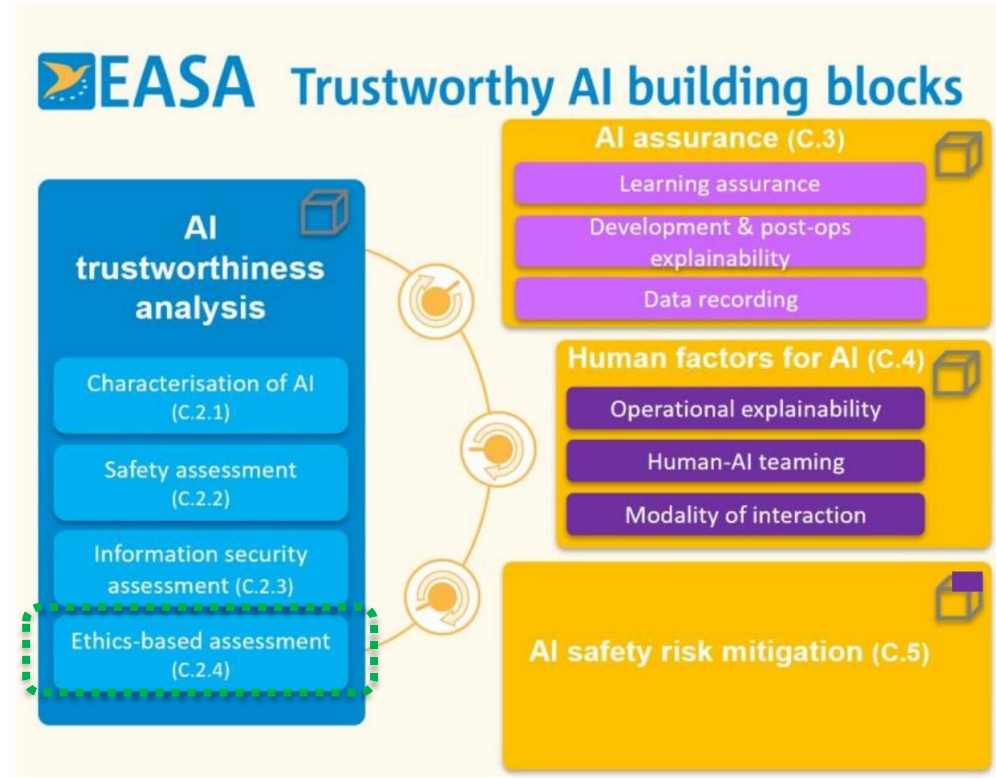 EASA Trustworthy AI building blocks
AI
trustworthiness
analysis
Characterisation of AI
(C.2.1)
Safety assessment
(C.2.2)
Information security
assessment (C.2.3)
Ethics-based assessment
(C.2.4)
AI assurance (C.3)
Learning assurance
Development & post-ops
explainability
Data recording
Human factors for AI (C.4)
Operational explainability
Human-AI teaming
Modality of interaction
AI safety risk mitigation (C.5)